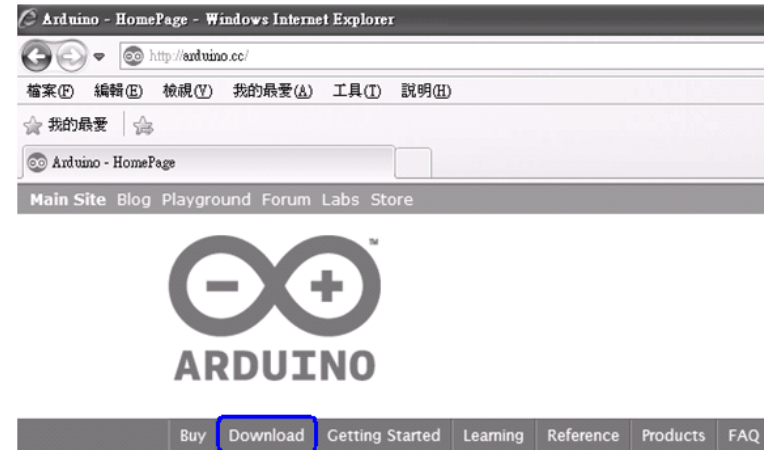 Arduino - HomePage - Windows Internet Explorer
http://arduino.cc/
檔案(F) 編輯(E) 檢視(V) 我的最愛(A) 工具(T) 說明(H)
我的最愛
Arduino - HomePage
Main Site Blog Playground Forum Labs Store
TM
ARDUINO
Buy Download Getting Started Learning Reference Products FAQ